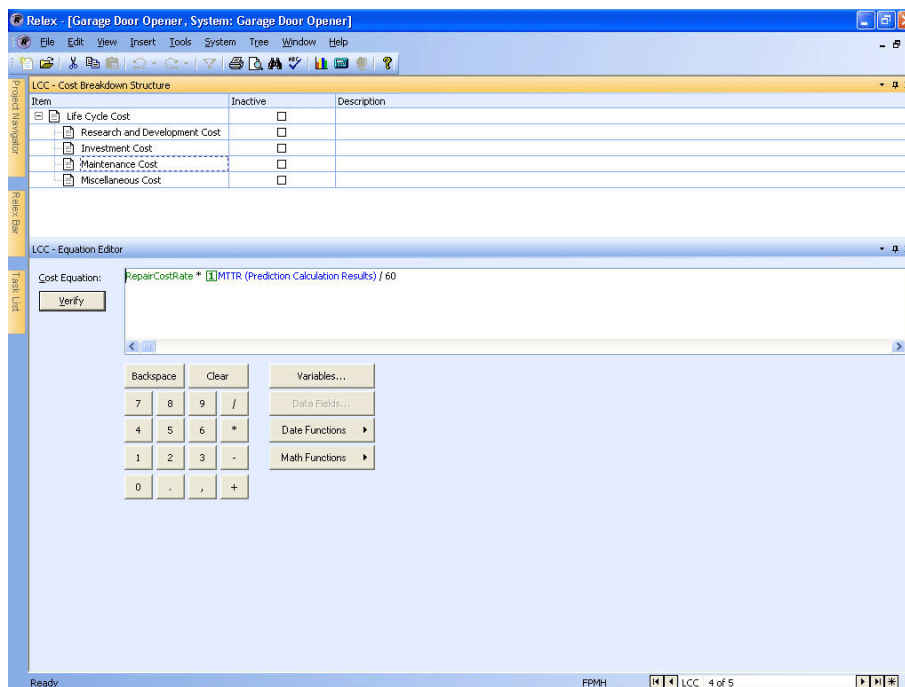 Relex - [Garage Door Opener, System: Garage Door Opener]
File Edit View Insert Tools System Tree Window Help
Project Navigator
Relex Bar
Task List
LCC - Cost Breakdown Structure
Item Inactive Description
Life Cycle Cost
Research and Development Cost
Investment Cost
Maintenance Cost
Miscellaneous Cost
LCC - Equation Editor
Cost Equation:
RepairCostRate * 1 MTTR (Prediction Calculation Results) / 60
Verify
Backspace Clear Variables...
7 8 9 / Data Fields...
4 5 6 * Date Functions
1 2 3 - Math Functions
0 . , +
Ready FPMH LCC 4 of 5